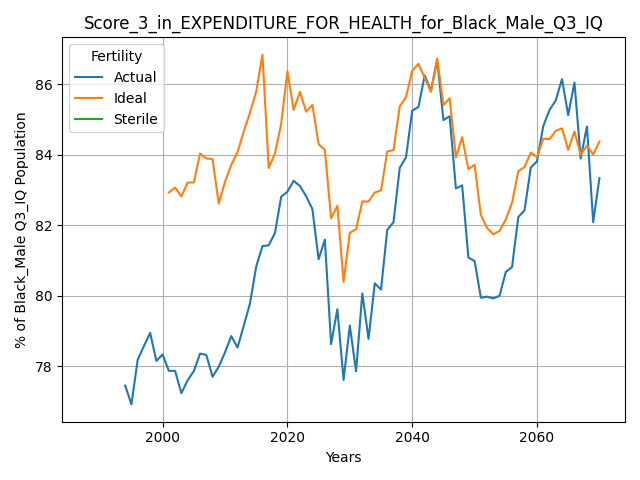 Score_3_in_EXPENDITURE_FOR_HEALTH_for_Black_Male_Q3_IQ
Fertility
Actual
Ideal
Sterile
% of Black_Male Q3_IQ Population
86
84
82
80
78
2000
2020
2040
2060
Years